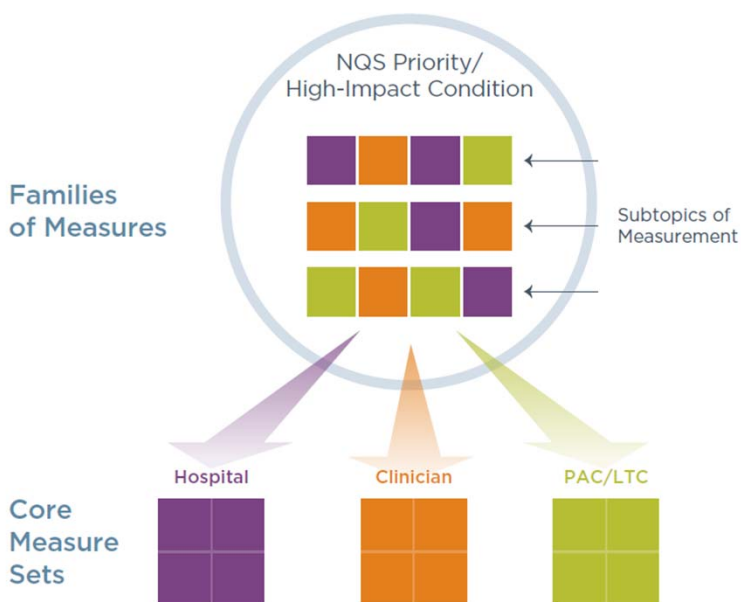 NQS Priority/
High-Impact Condition
Families
of Measures
Subtopics of
Measurement
Hospital
Clinician
PAC/LTC
Core
Measure
Sets